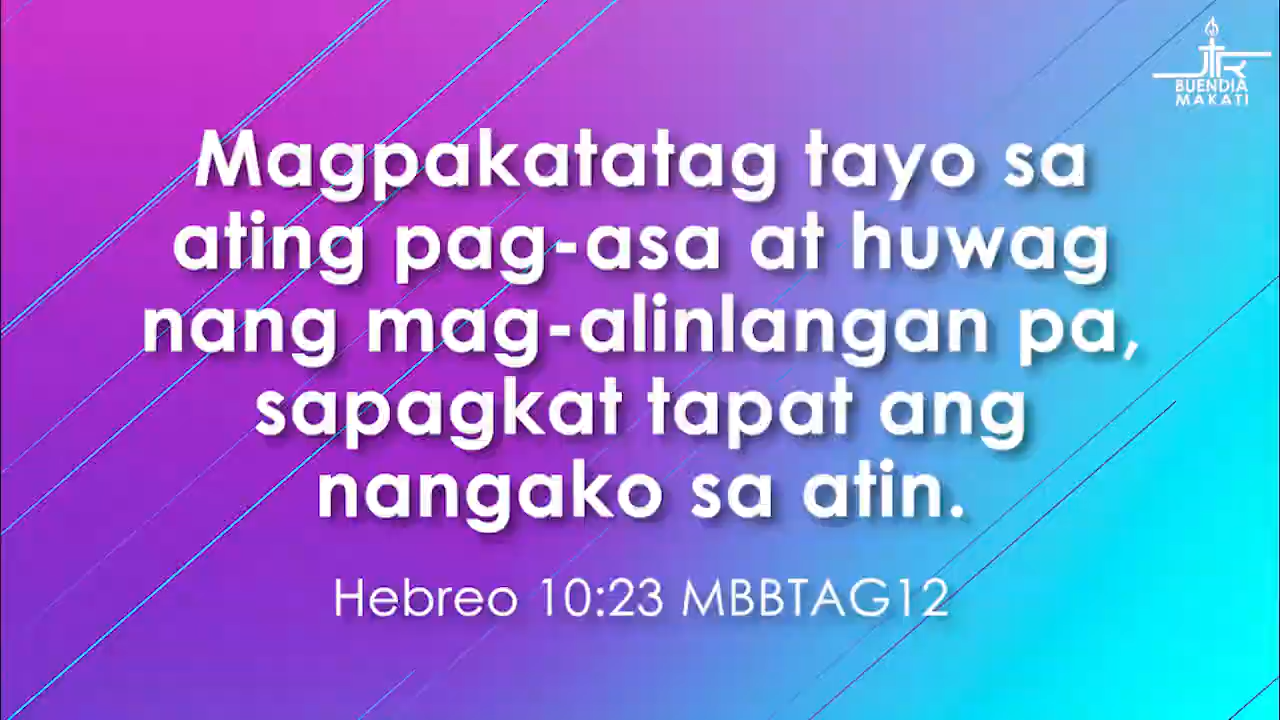 JTR
BUENDIA
MAKATI
Magpakatatag tayo sa
ating pag-asa at huwag
nang mag-alinlangan pa,
sapagkat tapat ang
nangako sa atin.
Hebreo 10:23 MBBTAG12